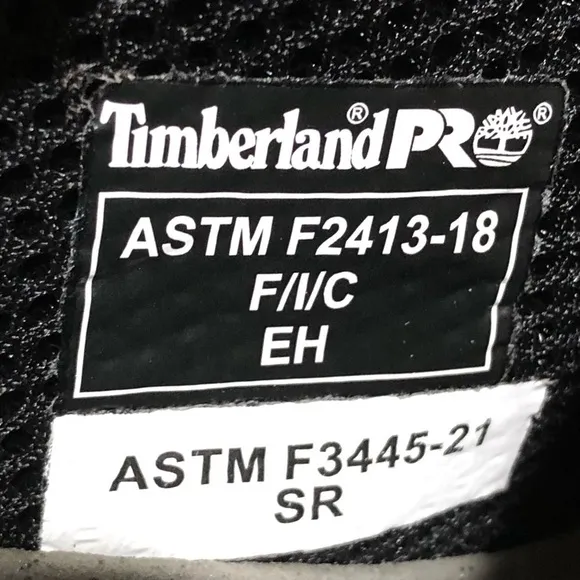 Timberland® PRO®
ASTM F2413-18
F/I/C
EH
ASTM F3445-21
SR